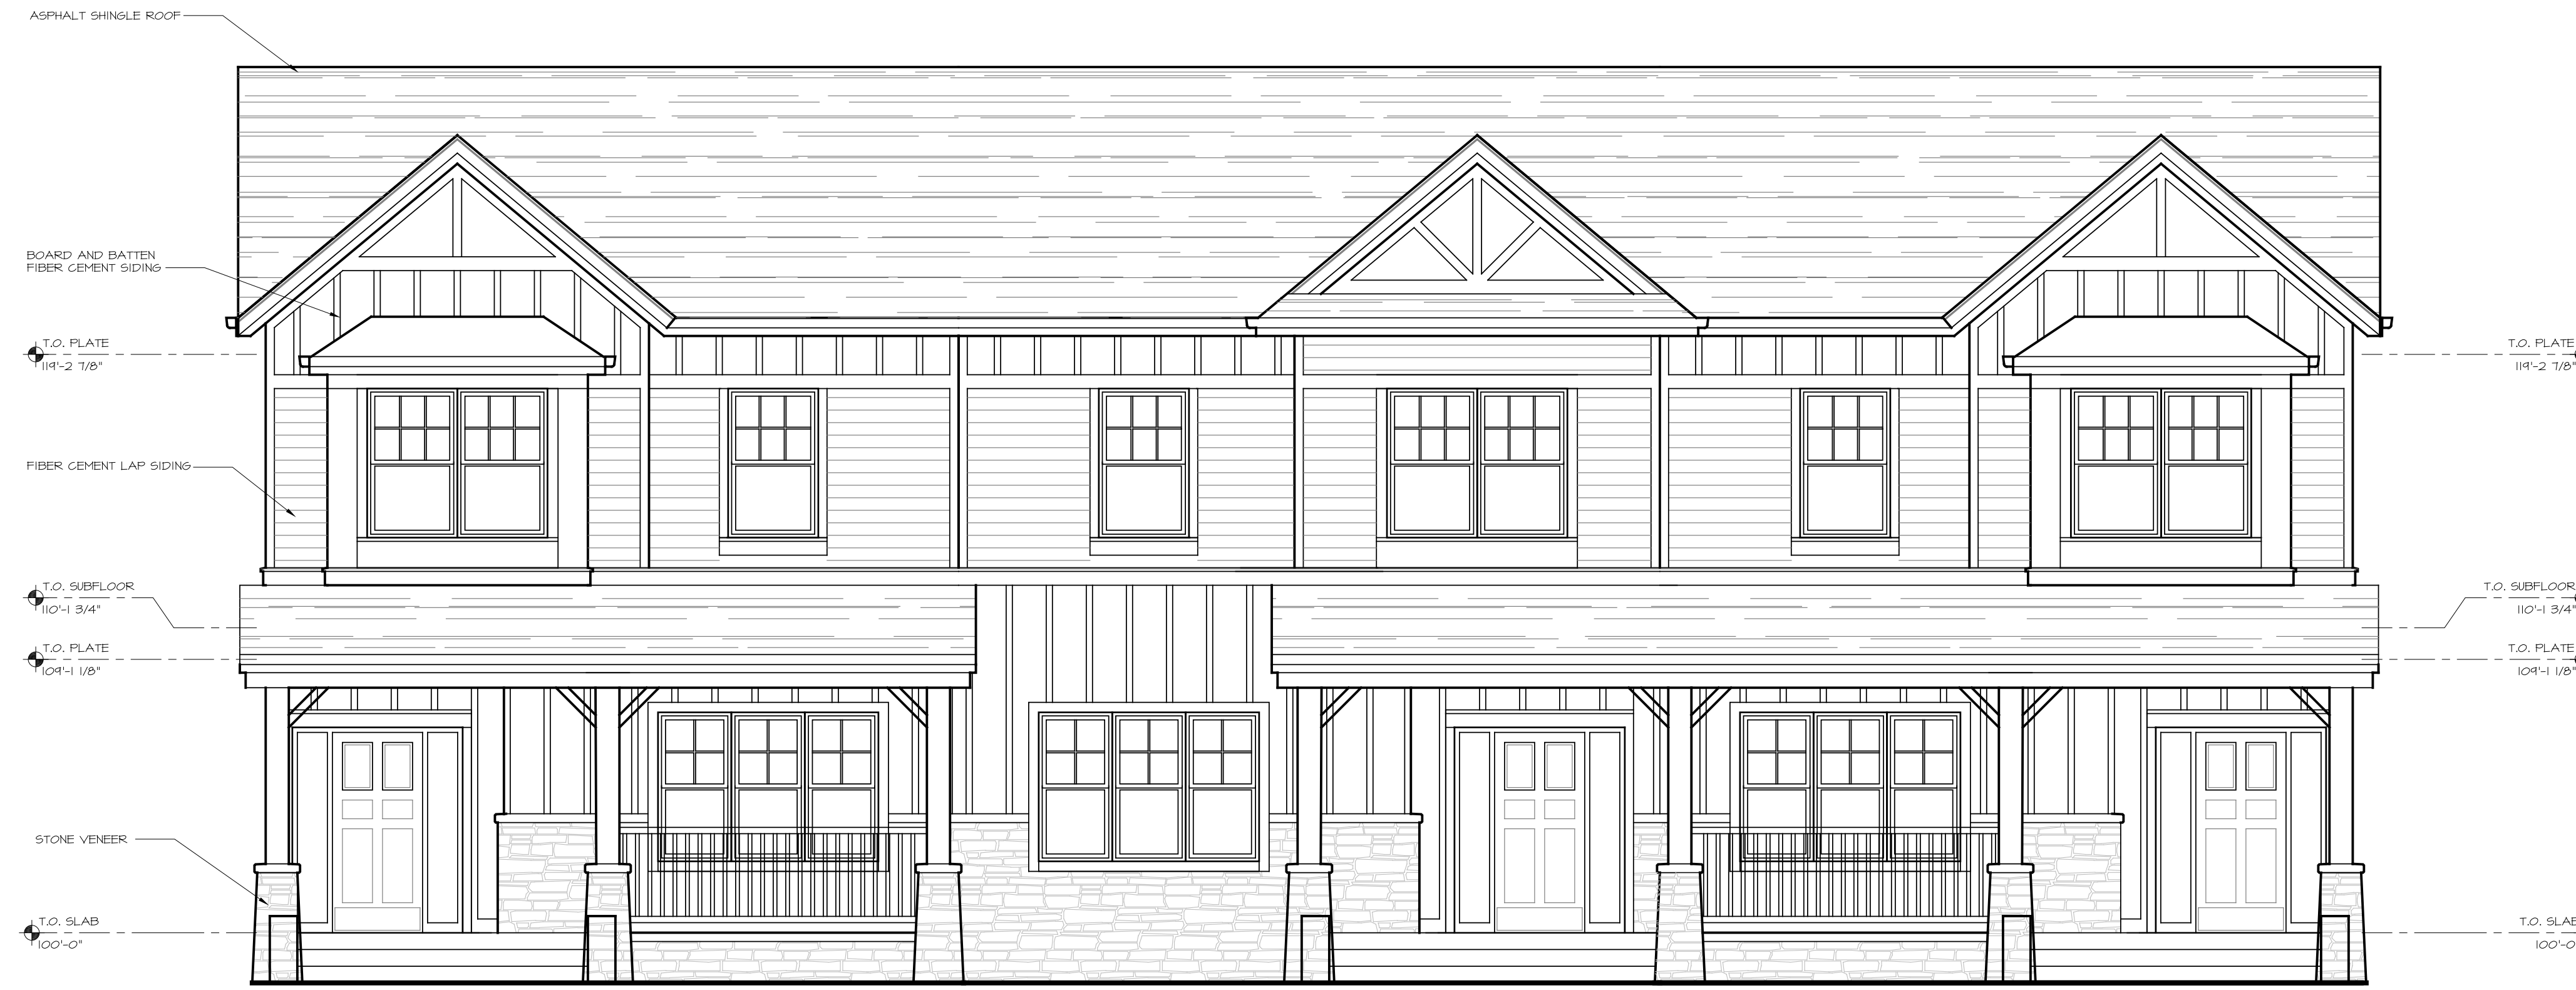 ASPHALT SHINGLE ROOF
BOARD AND BATTEN
FIBER CEMENT SIDING
T.O. PLATE
119'-2 7/8"
FIBER CEMENT LAP SIDING
T.O. SUBFLOOR
110'-1 3/4"
T.O. PLATE
109'-1 1/8"
STONE VENEER
T.O. SLAB
100'-0"
T.O. PLATE
119'-2 7/8"
T.O. SUBFLOOR
110'-1 3/4"
T.O. PLATE
109'-1 1/8"
T.O. SLAB
100'-0